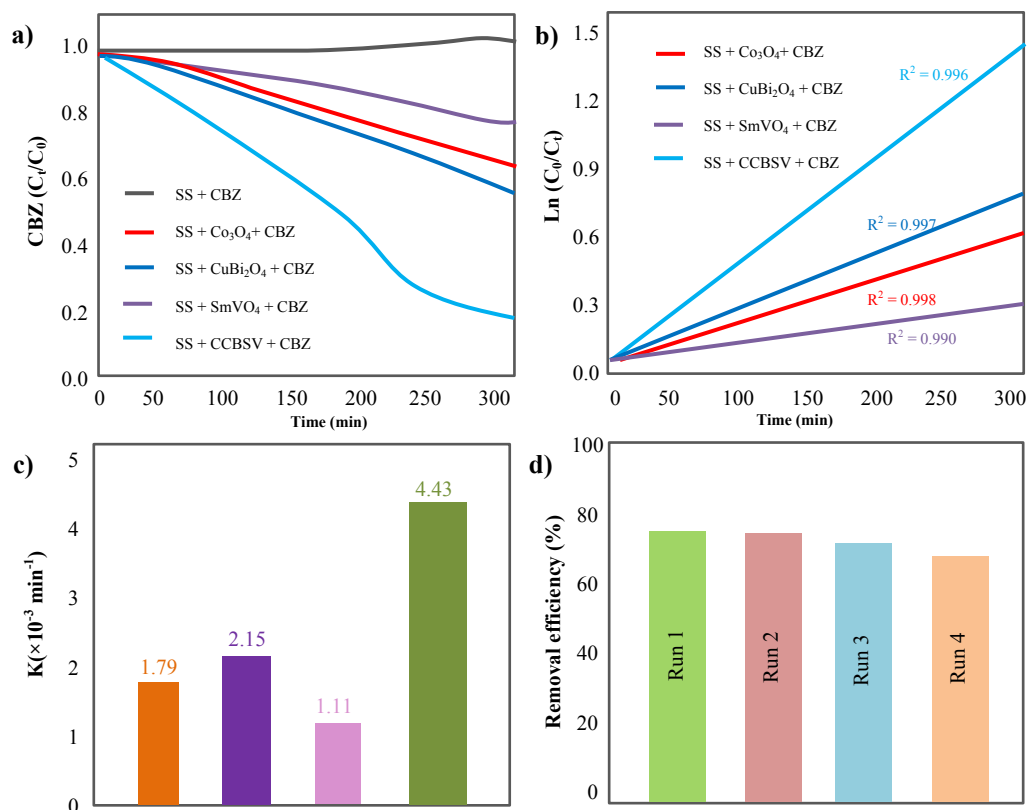 a)
1.0
0.8
0.6
0.4
0.2
0.0
CBZ (Cₜ/C₀)
SS + CBZ
SS + Co₃O₄+ CBZ
SS + CuBi₂O₄ + CBZ
SS + SmVO₄ + CBZ
SS + CCBSV + CBZ
0 50 100 150 200 250 300
Time (min)
b)
1.5
1.2
0.9
0.6
0.3
0.0
Ln (C₀/Cₜ)
SS + Co₃O₄+ CBZ
SS + CuBi₂O₄ + CBZ
SS + SmVO₄ + CBZ
SS + CCBSV + CBZ
R² = 0.996
R² = 0.997
R² = 0.998
R² = 0.990
0 50 100 150 200 250 300
Time (min)
c)
5
4
3
2
1
0
K(×10⁻³ min⁻¹)
1.79
2.15
1.11
4.43
d)
100
80
60
40
20
0
Removal efficiency (%)
Run 1
Run 2
Run 3
Run 4